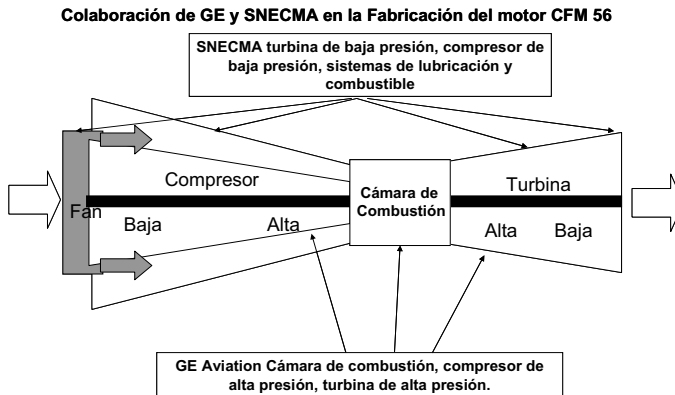 Colaboración de GE y SNECMA en la Fabricación del motor CFM 56
SNECMA turbina de baja presión, compresor de
baja presión, sistemas de lubricación y
combustible
Compresor
Cámara de
Combustión
Turbina
Fan
Baja
Alta
Alta
Baja
GE Aviation Cámara de combustión, compresor de
alta presión, turbina de alta presión.